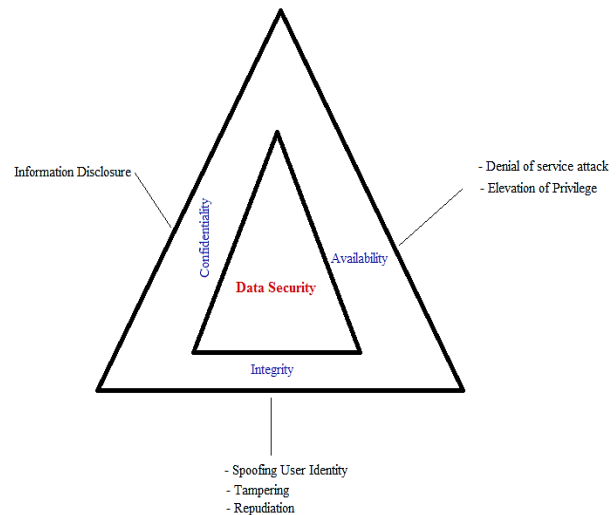 Information Disclosure
- Denial of service attack
- Elevation of Privilege
Confidentiality
Availability
Data Security
Integrity
- Spoofing User Identity
- Tampering
- Repudiation